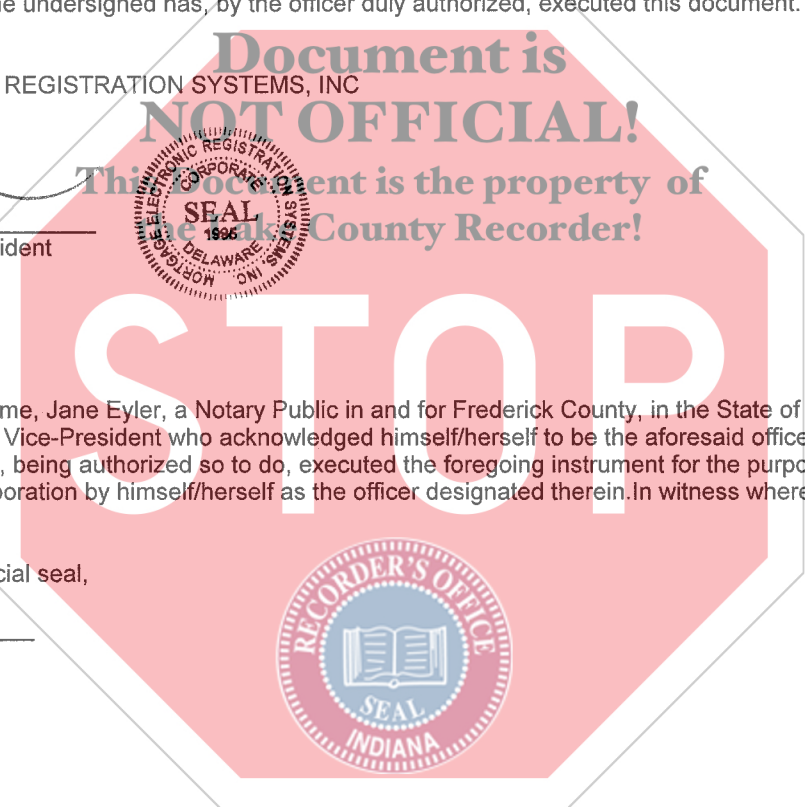 e undersigned has, by the officer duly authorized, executed this document.
Document is
REGISTRATION SYSTEMS, INC
NOT OFFICIAL!
This Document is the property of
the Lake County Recorder!
MORTGAGE ELECTRONIC REGISTRATION SYSTEMS, INC.
CORPORATE
SEAL
1995
DELAWARE
ident
STOP
me, Jane Eyler, a Notary Public in and for Frederick County, in the State of
Vice-President who acknowledged himself/herself to be the aforesaid office
, being authorized so to do, executed the foregoing instrument for the purpo
poration by himself/herself as the officer designated therein.In witness where
cial seal,
RECORDER'S OFFICE
SEAL
INDIANA